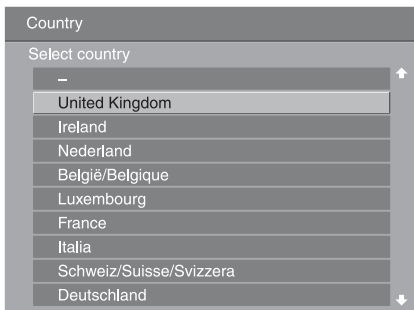 Country
Select country
–
United Kingdom
Ireland
Nederland
België/Belgique
Luxembourg
France
Italia
Schweiz/Suisse/Svizzera
Deutschland